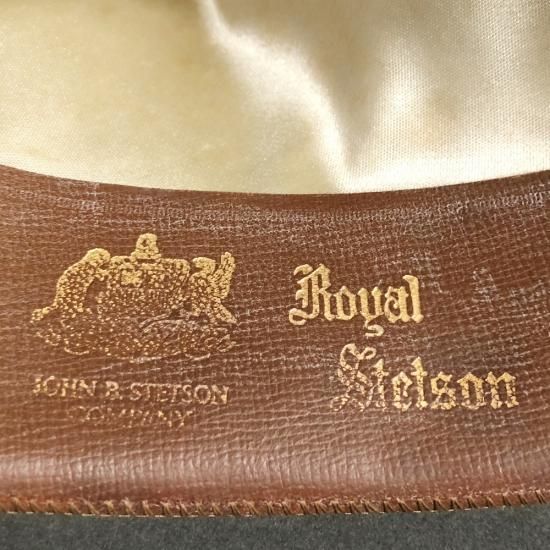 JOHN B. STETSON
COMPANY
Royal
Stetson